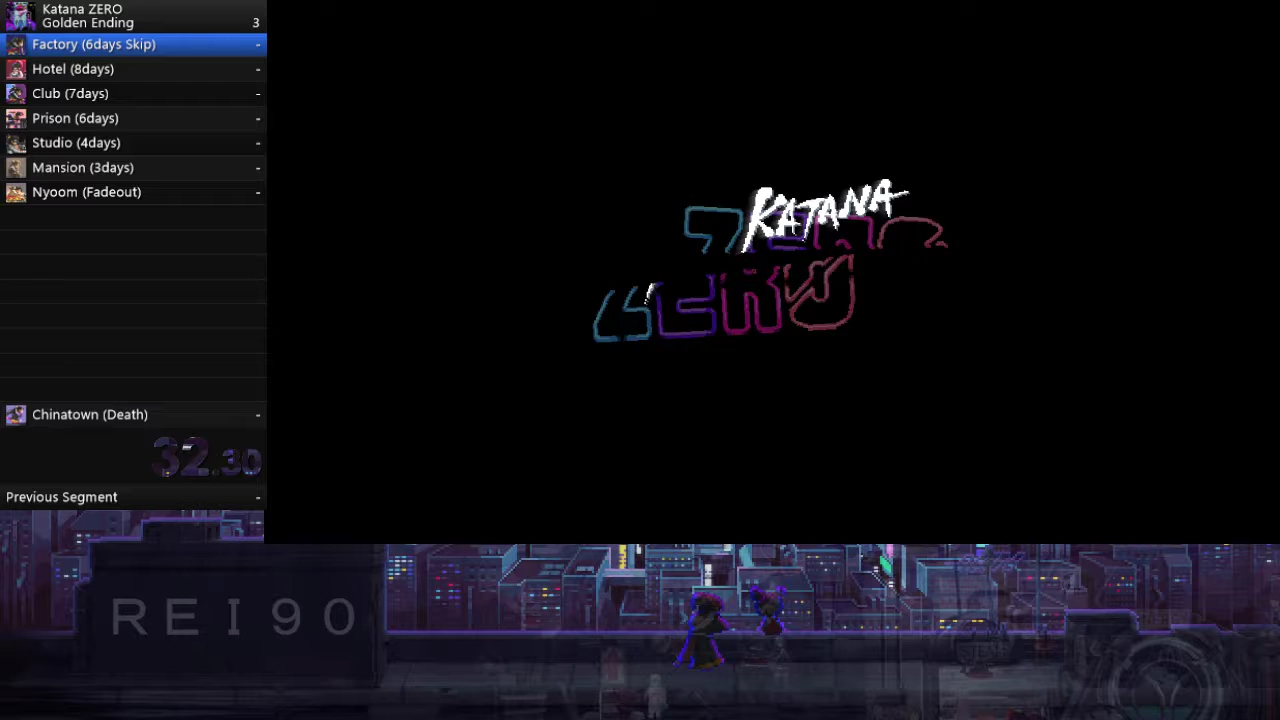 Katana ZERO
Golden Ending 3
Factory (6days Skip) -
Hotel (8days) -
Club (7days) -
Prison (6days) -
Studio (4days) -
Mansion (3days) -
Nyoom (Fadeout) -
Chinatown (Death) -
32.30
Previous Segment -
KATANA
ZERO
REI90